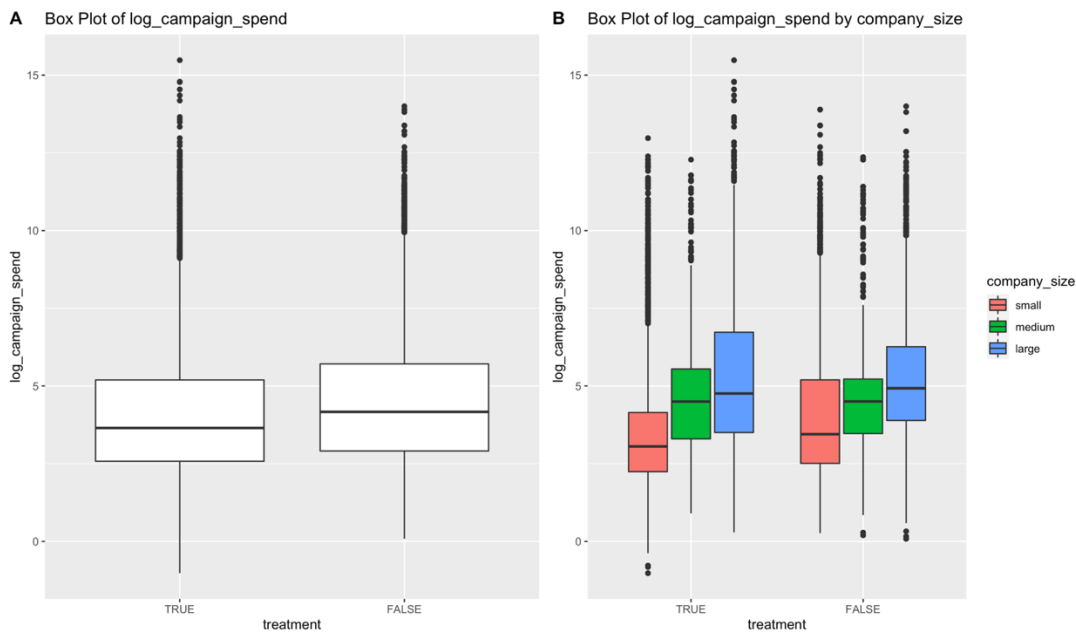 A
Box Plot of log_campaign_spend
15
10
5
0
log_campaign_spend
TRUE
FALSE
treatment
B
Box Plot of log_campaign_spend by company_size
15
10
5
0
log_campaign_spend
TRUE
FALSE
treatment
company_size
small
medium
large